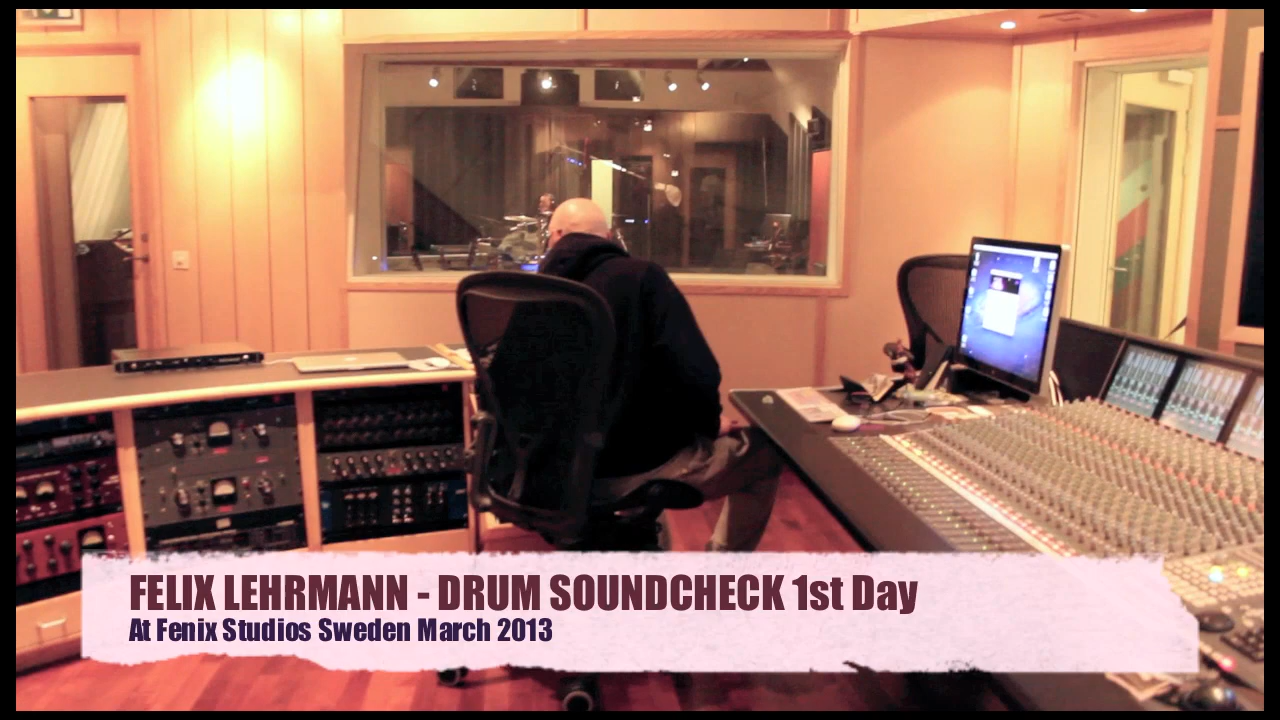 FELIX LEHRMANN - DRUM SOUNDCHECK 1st Day
At Fenix Studios Sweden March 2013